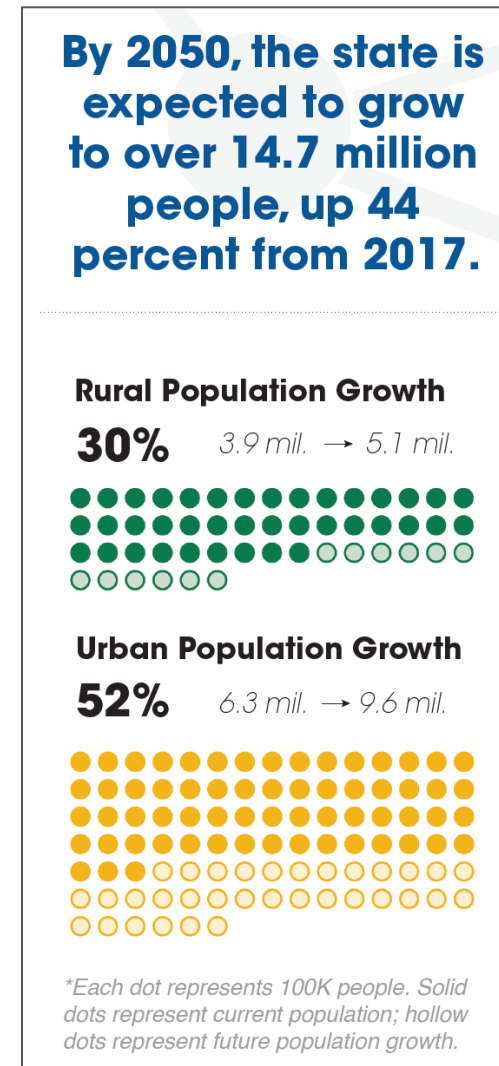 By 2050, the state is
expected to grow
to over 14.7 million
people, up 44
percent from 2017.
Rural Population Growth
30% 3.9 mil. → 5.1 mil.
Urban Population Growth
52% 6.3 mil. → 9.6 mil.
*Each dot represents 100K people. Solid
dots represent current population; hollow
dots represent future population growth.